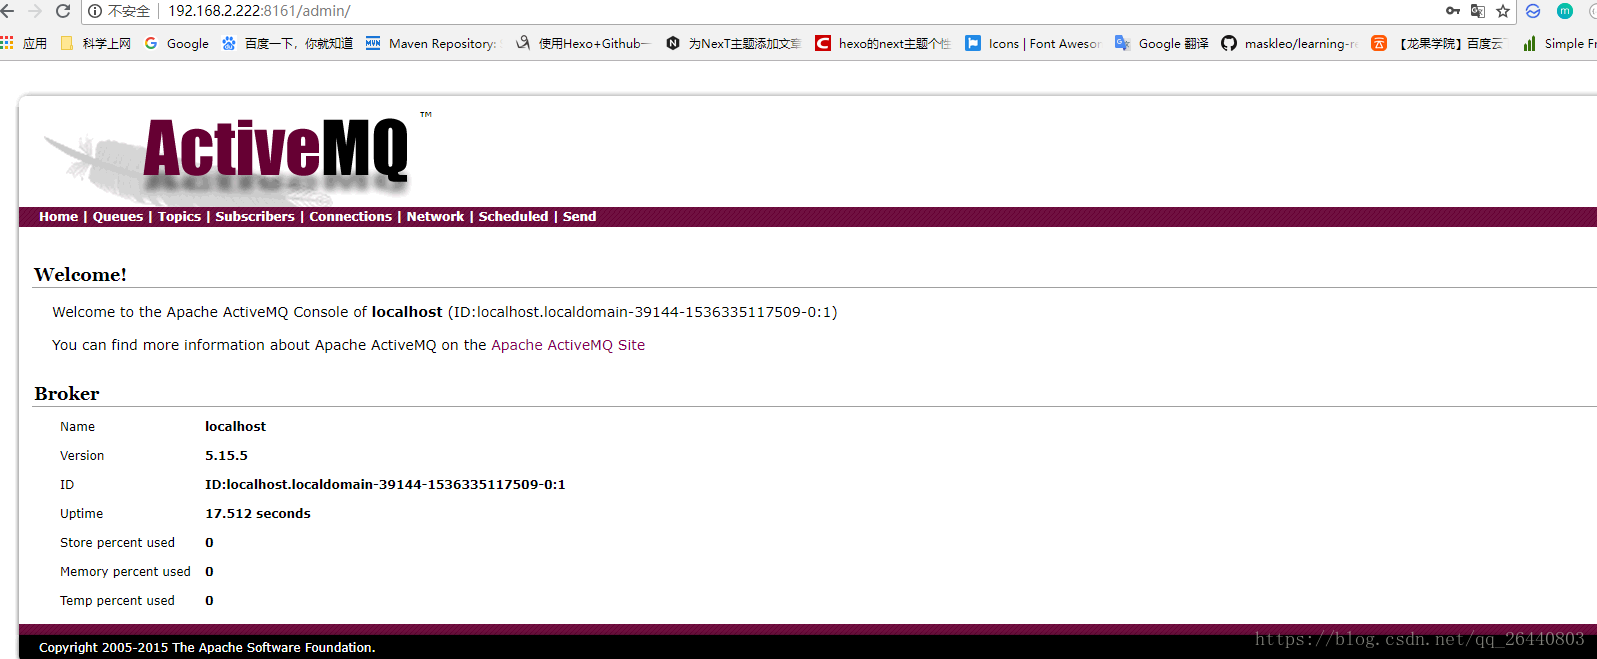 不安全 | 192.168.2.222:8161/admin/
应用 科学上网 Google 百度一下，你就知道 Maven Repository: 使用Hexo+Github— 为NexT主题添加文章 hexo的next主题个性 Icons | Font Awesor Google 翻译 maskleo/learning-r 【龙果学院】百度云 Simple Fr
ActiveMQ ™
Home | Queues | Topics | Subscribers | Connections | Network | Scheduled | Send
Welcome!
Welcome to the Apache ActiveMQ Console of localhost (ID:localhost.localdomain-39144-1536335117509-0:1)
You can find more information about Apache ActiveMQ on the Apache ActiveMQ Site
Broker
Name localhost
Version 5.15.5
ID ID:localhost.localdomain-39144-1536335117509-0:1
Uptime 17.512 seconds
Store percent used 0
Memory percent used 0
Temp percent used 0
Copyright 2005-2015 The Apache Software Foundation.
https://blog.csdn.net/qq_26440803